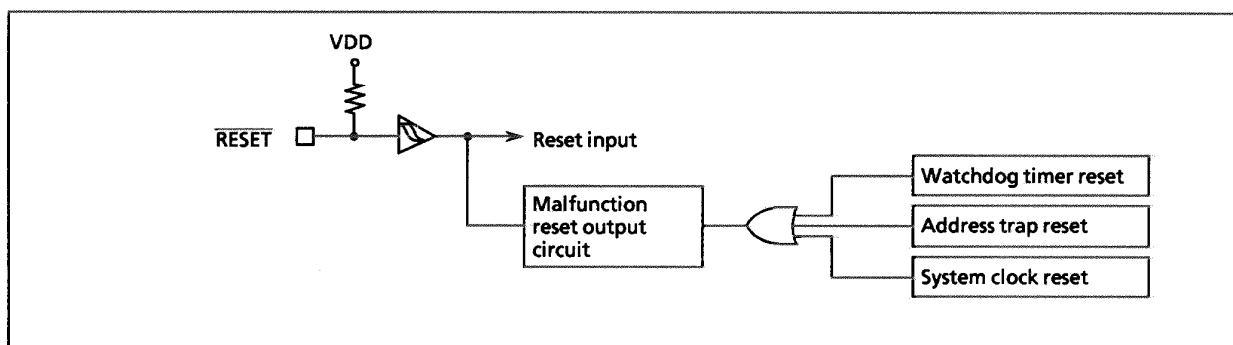 VDD
RESET
Reset input
Malfunction
reset output
circuit
Watchdog timer reset
Address trap reset
System clock reset